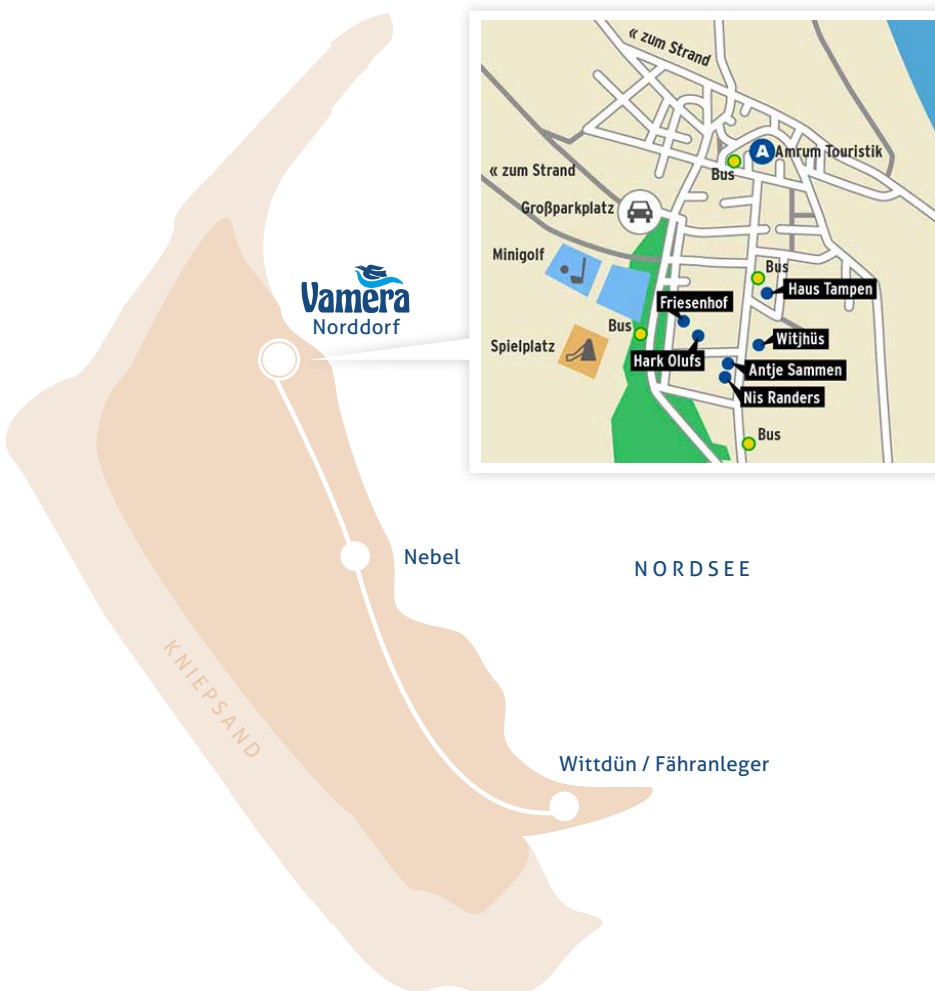 « zum Strand
A Amrum Touristik
Bus
« zum Strand
Großparkplatz
Minigolf
Bus
Haus Tampen
Friesenhof
Bus
Witjhüs
Spielplatz
Hark Olufs
Antje Sammen
Nis Randers
Bus
Vamera
Norddorf
Nebel
NORDSEE
KNIEPSAND
Wittdün / Fähranleger